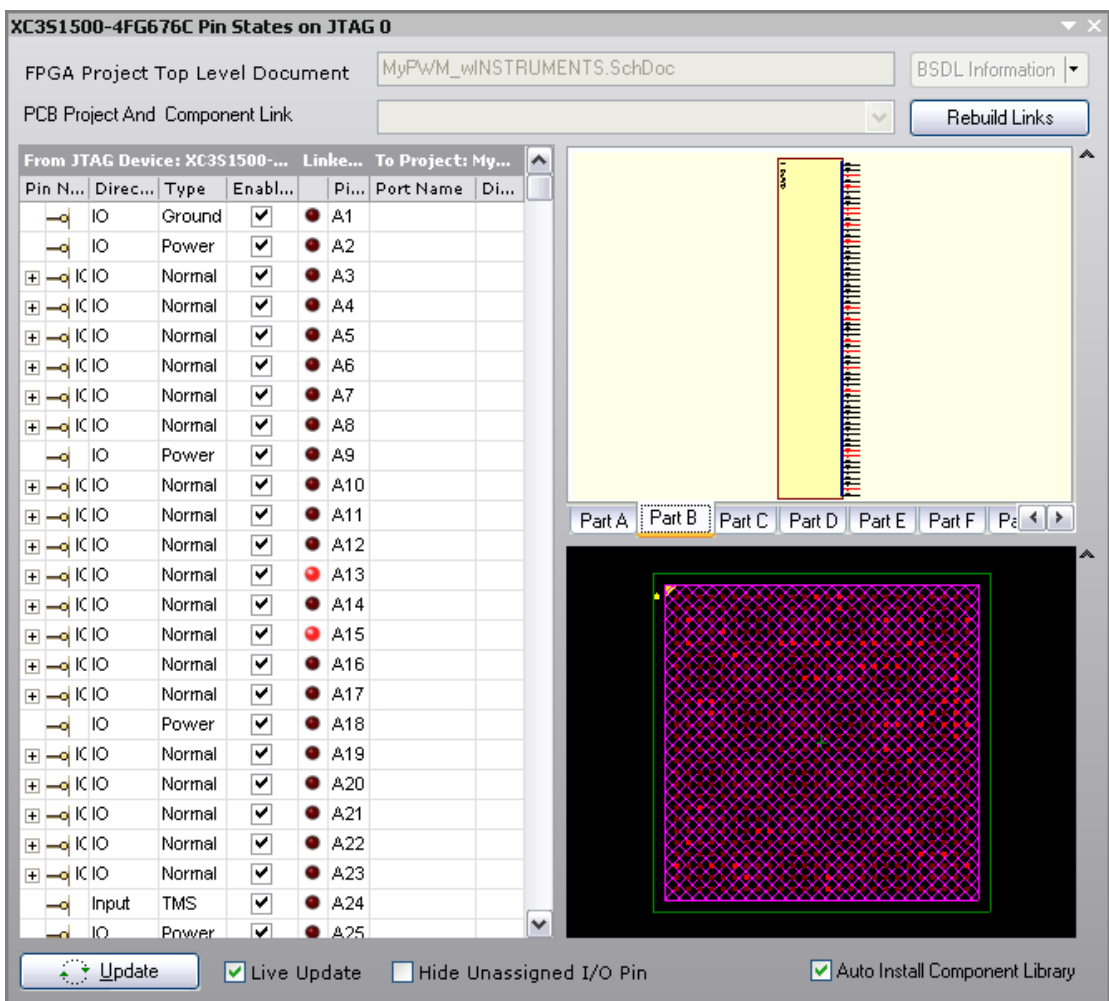 XC3S1500-4FG676C Pin States on JTAG 0
FPGA Project Top Level Document MyPWM_wINSTRUMENTS.SchDoc BSDL Information
PCB Project And Component Link Rebuild Links
From JTAG Device: XC3S1500-... Linke... To Project: My...
Pin N... Direc... Type Enabl... Pi... Port Name Di...
IO Ground A1
IO Power A2
IO Normal A3
IO Normal A4
IO Normal A5
IO Normal A6
IO Normal A7
IO Normal A8
IO Power A9
IO Normal A10
IO Normal A11
IO Normal A12
IO Normal A13
IO Normal A14
IO Normal A15
IO Normal A16
IO Normal A17
IO Power A18
IO Normal A19
IO Normal A20
IO Normal A21
IO Normal A22
IO Normal A23
Input TMS A24
IO Power A25
Part A Part B Part C Part D Part E Part F
Update Live Update Hide Unassigned I/O Pin Auto Install Component Library